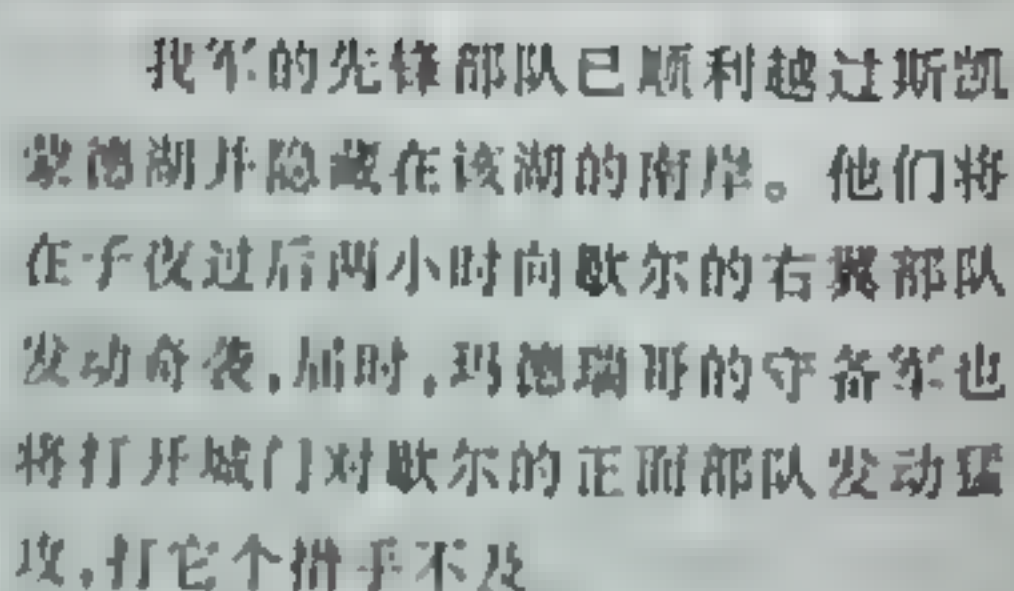 我军的先锋部队已顺利越过斯凯
蒙德湖并隐藏在该湖的南岸。他们将
在子夜过后两小时向歇尔的右翼部队
发动奇袭,届时,玛德瑞哥的守备军也
将打开城门对歇尔的正面部队发动猛
攻,打它个措手不及